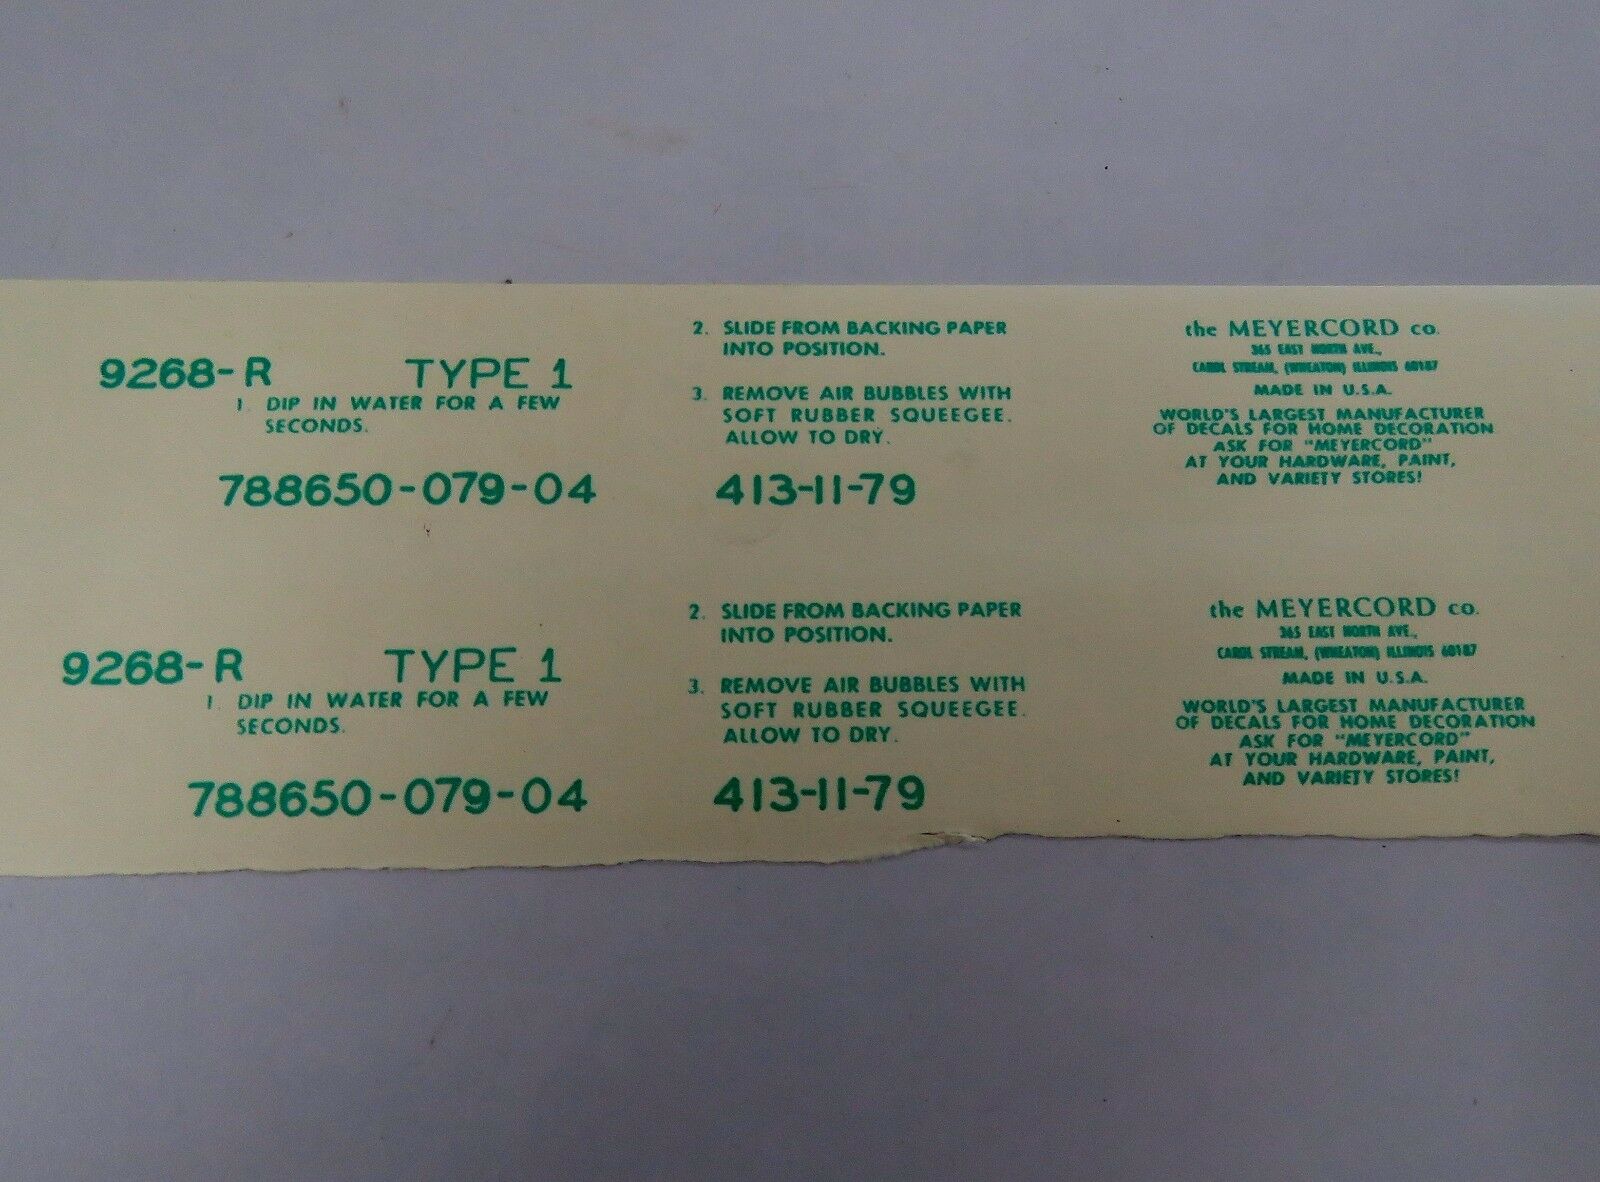 9268-R TYPE 1
1. DIP IN WATER FOR A FEW
SECONDS.
788650-079-04
2. SLIDE FROM BACKING PAPER
INTO POSITION.
3. REMOVE AIR BUBBLES WITH
SOFT RUBBER SQUEEGEE.
ALLOW TO DRY.
413-11-79
the MEYERCORD co.
365 EAST NORTH AVE.,
CAROL STREAM, (WHEATON) ILLINOIS 60187
MADE IN U.S.A.
WORLD'S LARGEST MANUFACTURER
OF DECALS FOR HOME DECORATION
ASK FOR "MEYERCORD"
AT YOUR HARDWARE, PAINT,
AND VARIETY STORES!
9268-R TYPE 1
1. DIP IN WATER FOR A FEW
SECONDS.
788650-079-04
2. SLIDE FROM BACKING PAPER
INTO POSITION.
3. REMOVE AIR BUBBLES WITH
SOFT RUBBER SQUEEGEE.
ALLOW TO DRY.
413-11-79
the MEYERCORD co.
365 EAST NORTH AVE.,
CAROL STREAM, (WHEATON) ILLINOIS 60187
MADE IN U.S.A.
WORLD'S LARGEST MANUFACTURER
OF DECALS FOR HOME DECORATION
ASK FOR "MEYERCORD"
AT YOUR HARDWARE, PAINT,
AND VARIETY STORES!